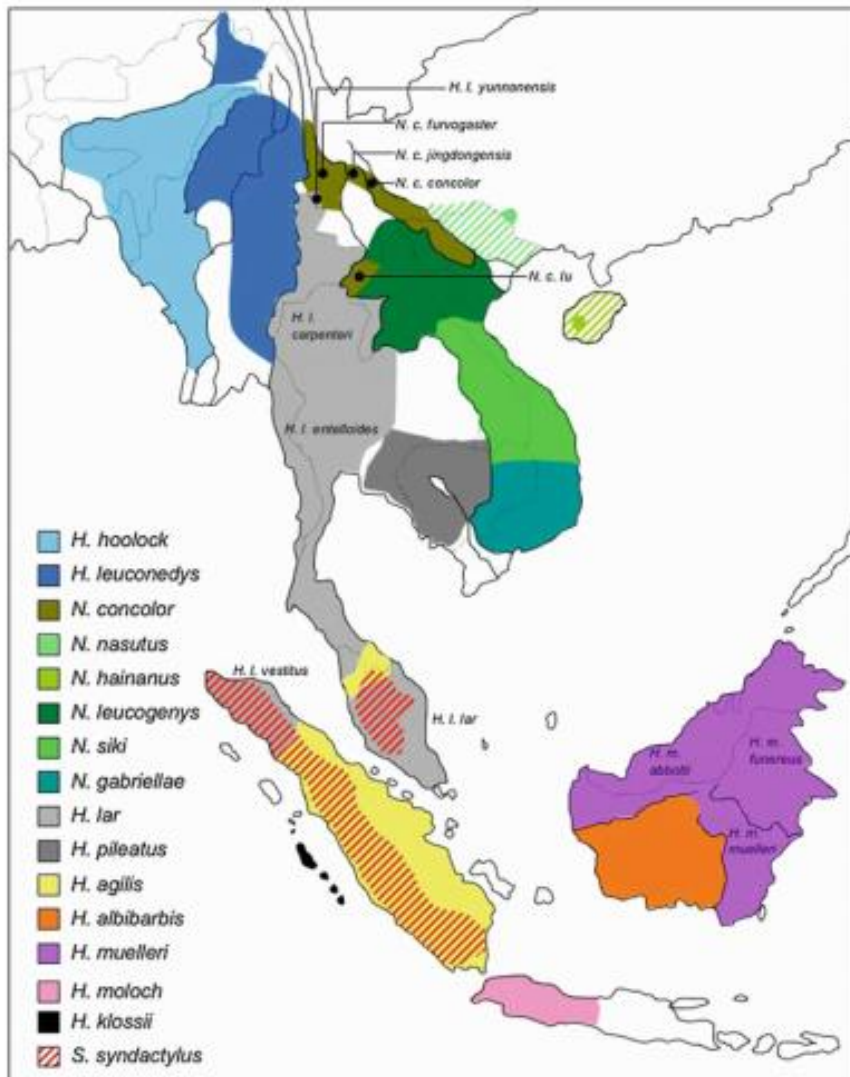 H. l. yunnanensis
N. c. furvogaster
N. c. jingdongensis
N. c. concolor
N. c. lu
H. l.
carpenteri
H. l. entelloides
H. hoolock
H. leuconedys
N. concolor
N. nasutus
N. hainanus
N. leucogenys
N. siki
N. gabriellae
H. lar
H. pileatus
H. agilis
H. albibarbis
H. muelleri
H. moloch
H. klossii
S. syndactylus
H. l. vestitus
H. l. lar
H. m.
abbotti
H. m.
funereus
H. m.
muelleri